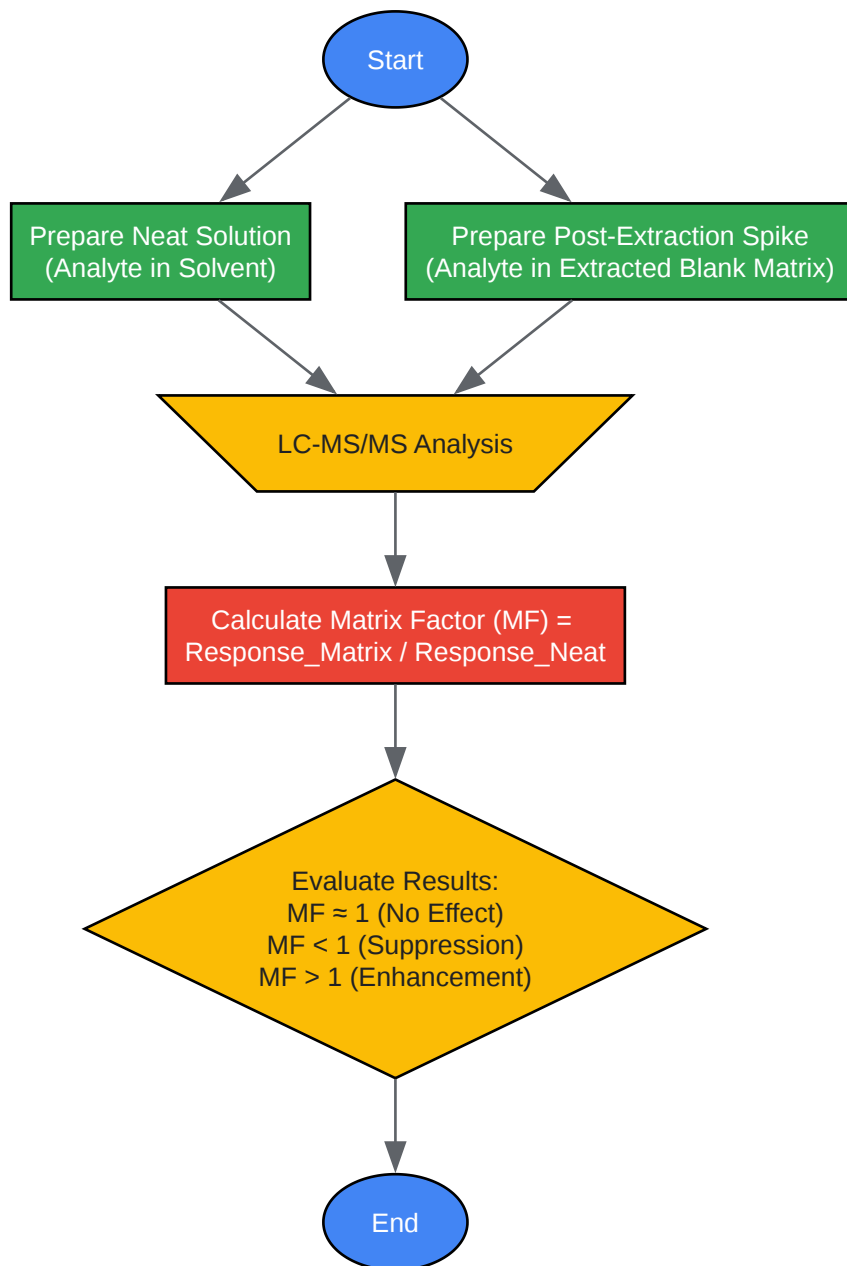 Start
Prepare Neat Solution
(Analyte in Solvent)
Prepare Post-Extraction Spike
(Analyte in Extracted Blank Matrix)
LC-MS/MS Analysis
Calculate Matrix Factor (MF) =
Response_Matrix / Response_Neat
Evaluate Results:
MF ≈ 1 (No Effect)
MF < 1 (Suppression)
MF > 1 (Enhancement)
End